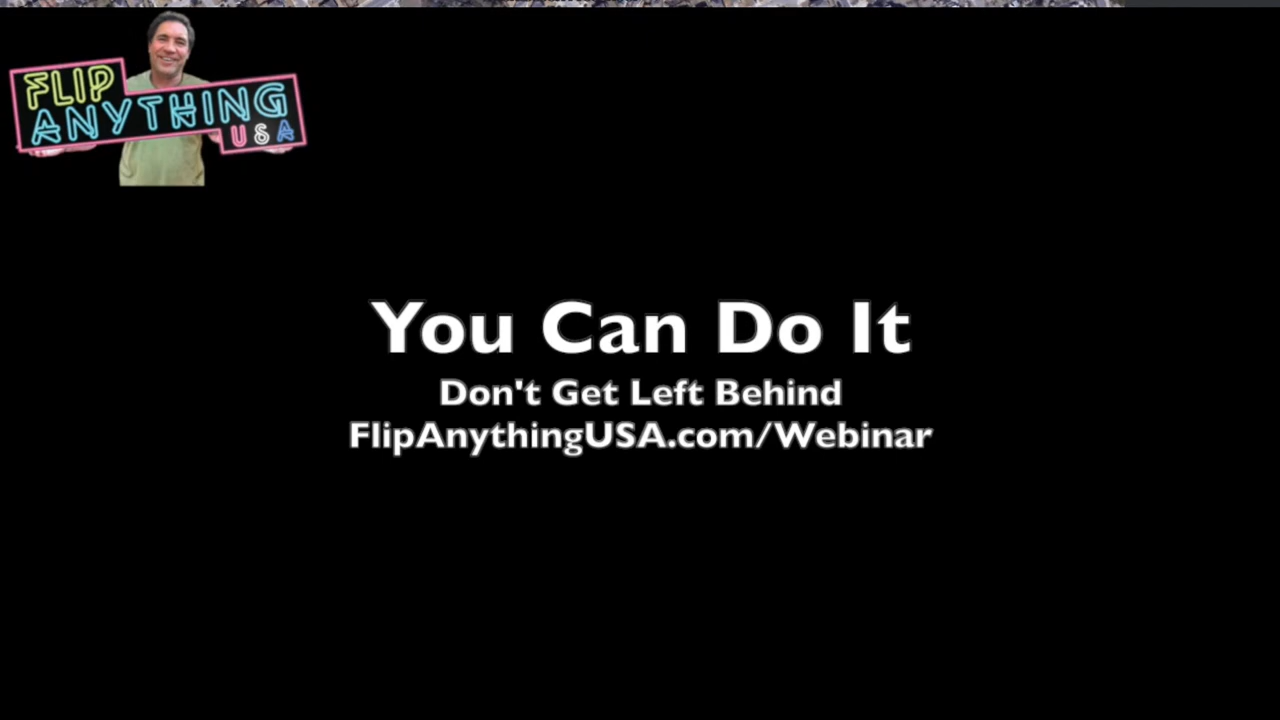 FLIP
ANYTHING
USA
You Can Do It
Don't Get Left Behind
FlipAnythingUSA.com/Webinar